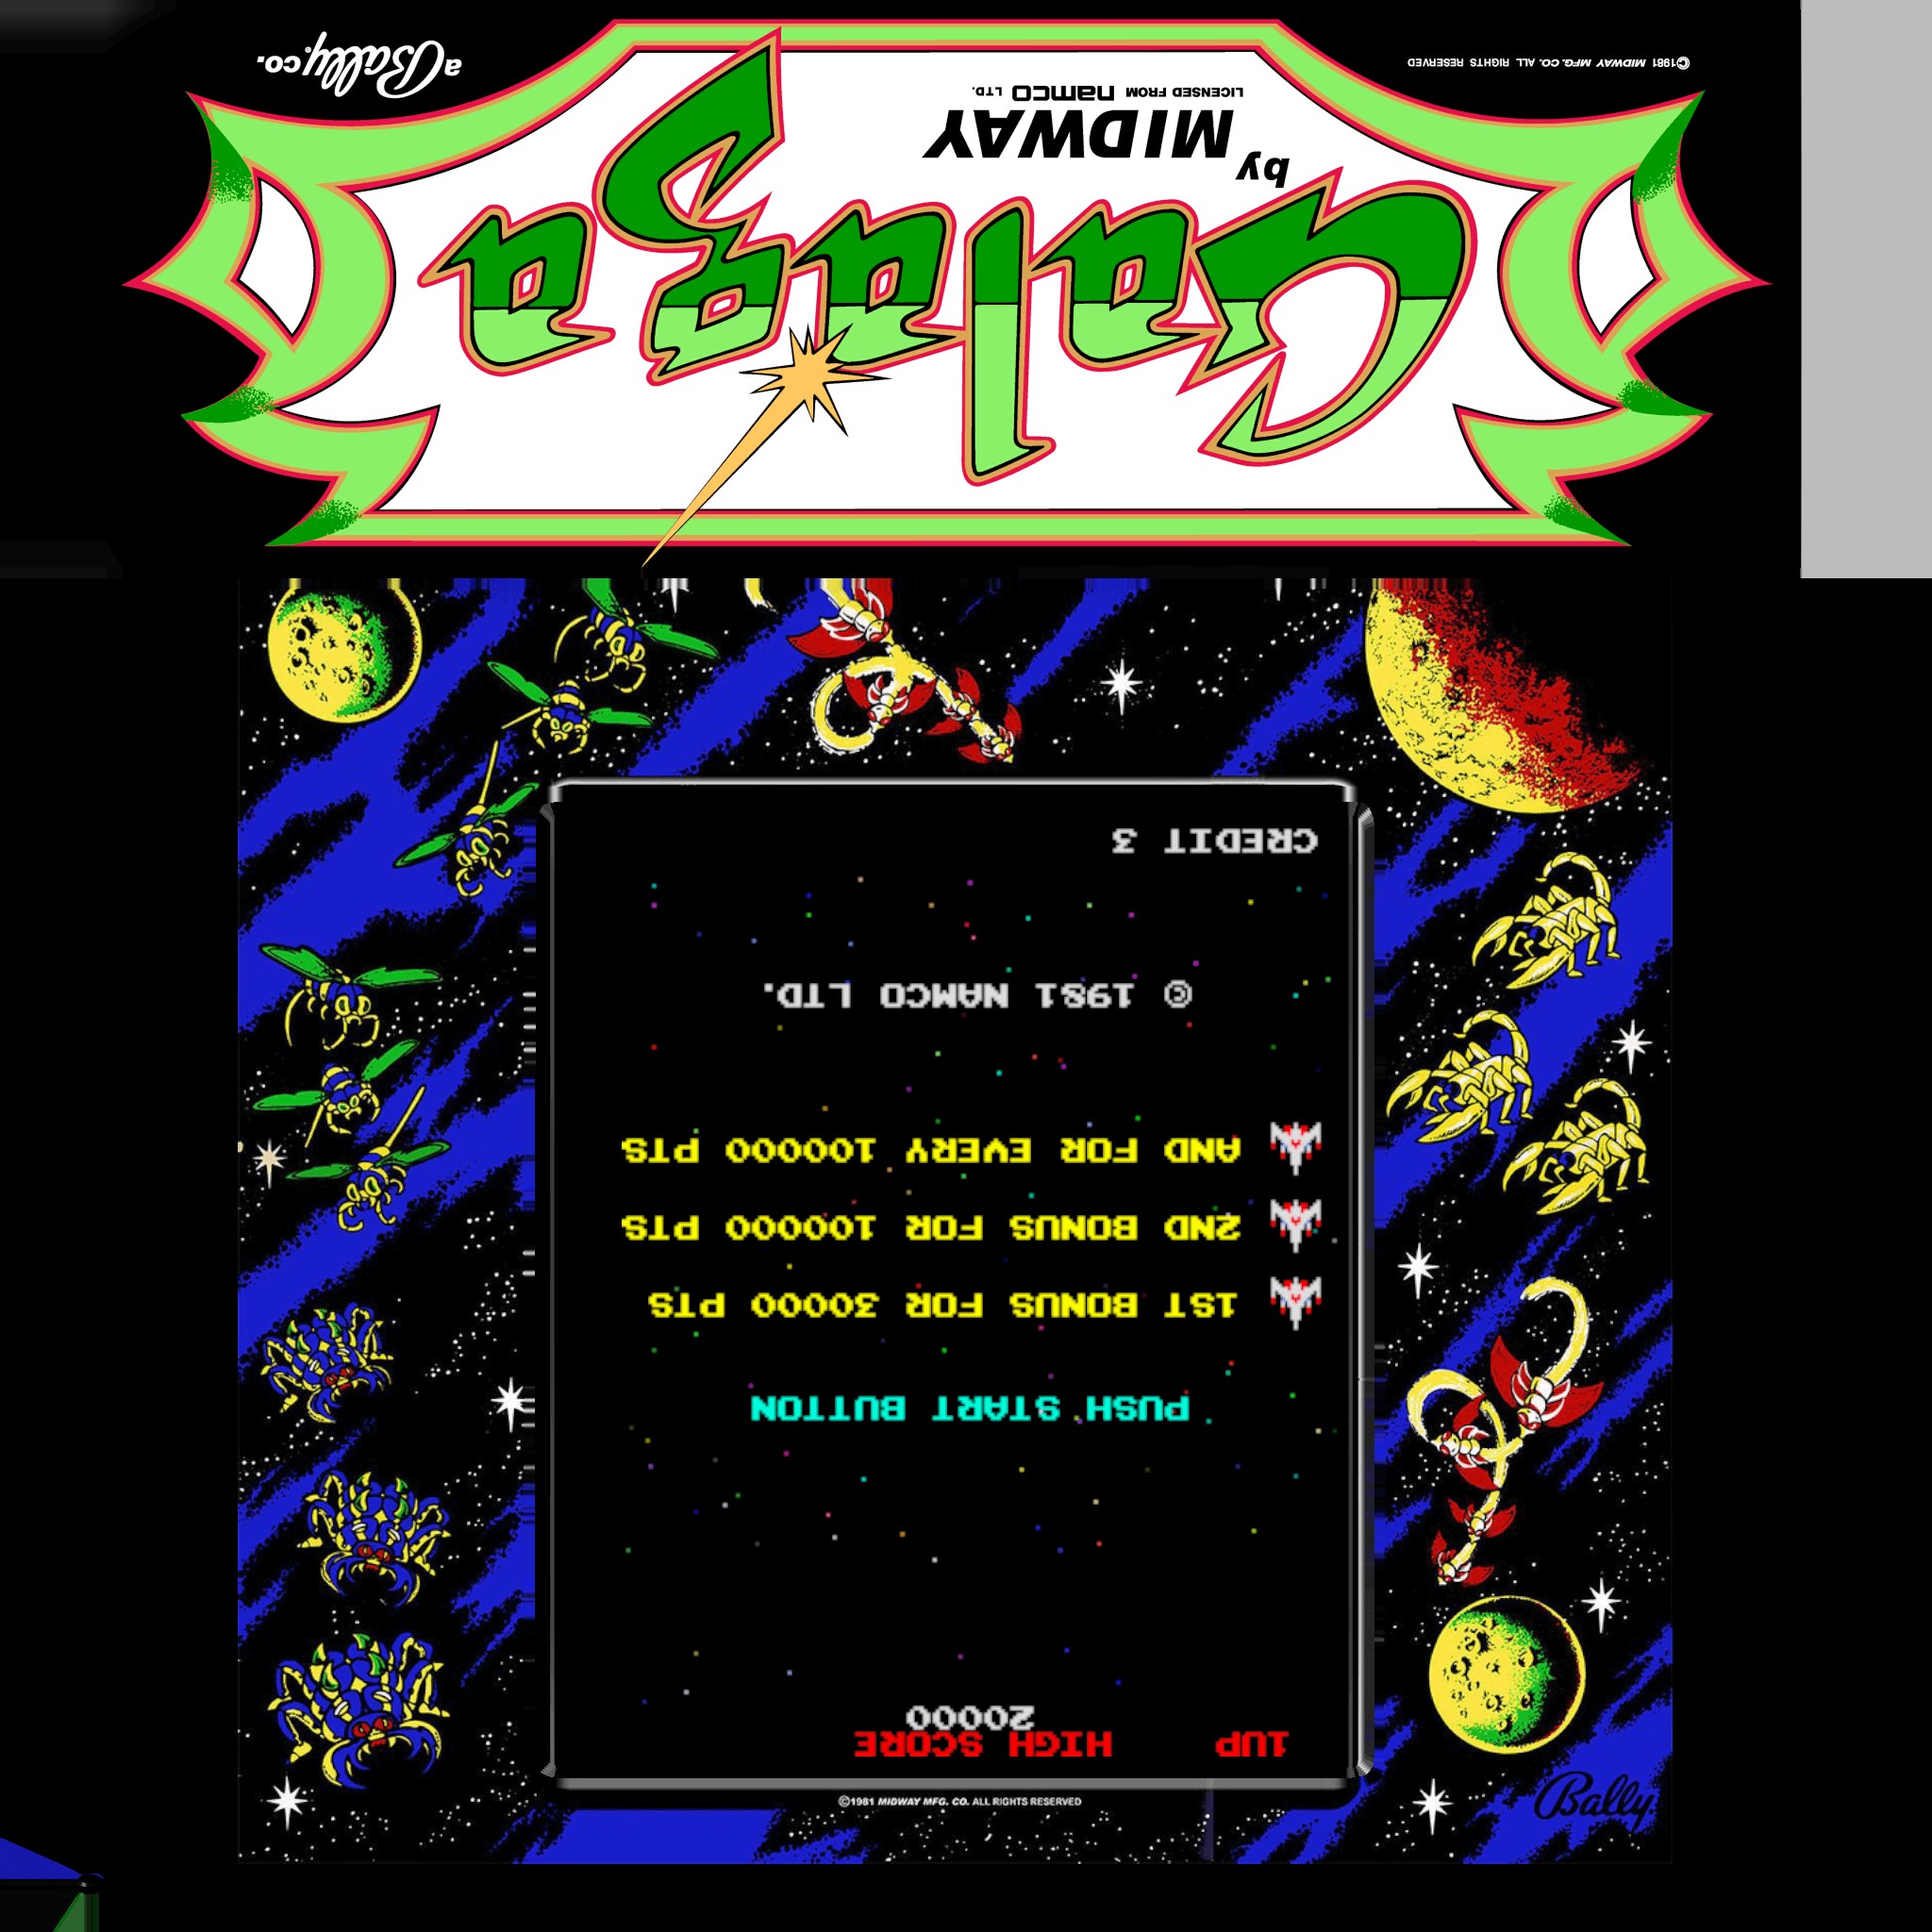 Galaga
by MIDWAY
LICENSED FROM namco LTD.
©1981 MIDWAY MFG. CO. ALL RIGHTS RESERVED
a Bally co.
1UP HIGH SCORE
20000
PUSH START BUTTON
1ST BONUS FOR 30000 PTS
2ND BONUS FOR 100000 PTS
AND FOR EVERY 100000 PTS
© 1981 NAMCO LTD.
CREDIT 3
©1981 MIDWAY MFG. CO. ALL RIGHTS RESERVED
Bally